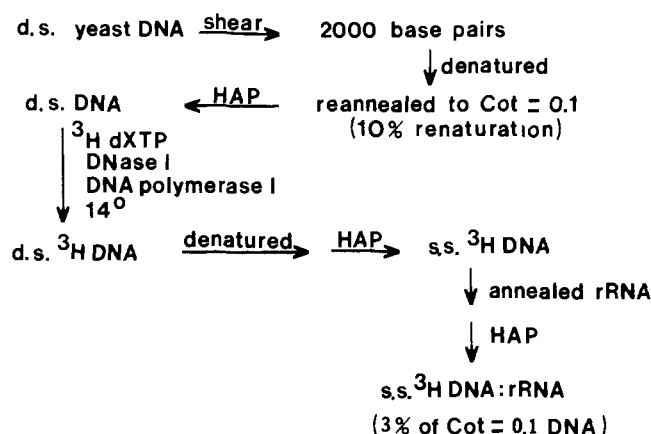 d.s. yeast DNA shear 2000 base pairs
denatured
d.s. DNA HAP reannealed to Cot = 0.1
(10% renaturation)
³H dXTP
DNase I
DNA polymerase I
14°
d.s. ³H DNA denatured HAP s.s. ³H DNA
annealed rRNA
HAP
s.s. ³H DNA:rRNA
(3% of Cot = 0.1 DNA)